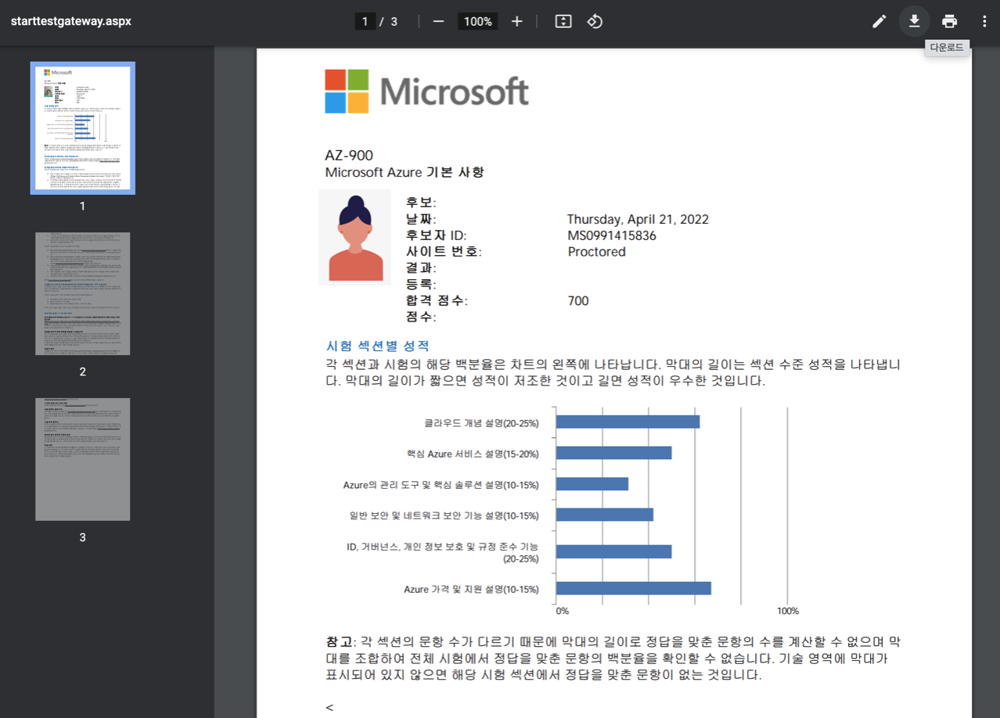 starttestgateway.aspx
1 / 3
100%
다운로드
Microsoft
AZ-900
Microsoft Azure 기본 사항
후보:
날짜: Thursday, April 21, 2022
후보자 ID: MS0991415836
사이트 번호: Proctored
결과:
등록:
합격 점수: 700
점수:
시험 섹션별 성적
각 섹션과 시험의 해당 백분율은 차트의 왼쪽에 나타납니다. 막대의 길이는 섹션 수준 성적을 나타냅니
다. 막대의 길이가 짧으면 성적이 저조한 것이고 길면 성적이 우수한 것입니다.
클라우드 개념 설명(20-25%)
핵심 Azure 서비스 설명(15-20%)
Azure의 관리 도구 및 핵심 솔루션 설명(10-15%)
일반 보안 및 네트워크 보안 기능 설명(10-15%)
ID, 거버넌스, 개인 정보 보호 및 규정 준수 기능
(20-25%)
Azure 가격 및 지원 설명(10-15%)
0% 100%
참고: 각 섹션의 문항 수가 다르기 때문에 막대의 길이로 정답을 맞춘 문항의 수를 계산할 수 없으며 막
대를 조합하여 전체 시험에서 정답을 맞춘 문항의 백분율을 확인할 수 없습니다. 기술 영역에 막대가
표시되어 있지 않으면 해당 시험 섹션에서 정답을 맞춘 문항이 없는 것입니다.
<
1
2
3